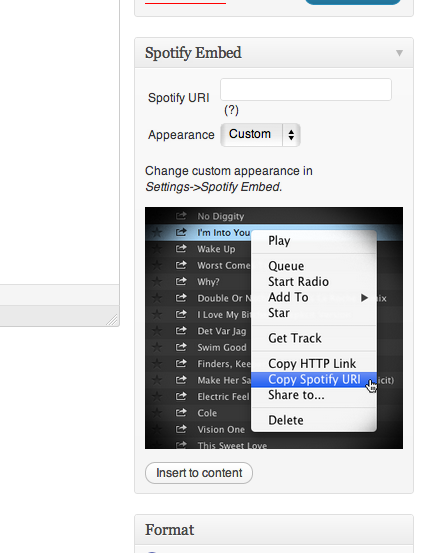 Spotify Embed
Spotify URI
(?)
Appearance Custom
Change custom appearance in
Settings->Spotify Embed.
No Diggity
I'm Into You
Wake Up
Worst Come
Why?
Double Or N
I Love My Bi
Det Var Jag
Swim Good
Finders, Kee
Make Her Sa
Electric Feel
Cole
Vision One
This Sweet Love
Play
Queue
Start Radio
Add To
Star
Get Track
Copy HTTP Link
Copy Spotify URI
Share to...
Delete
Insert to content
Format